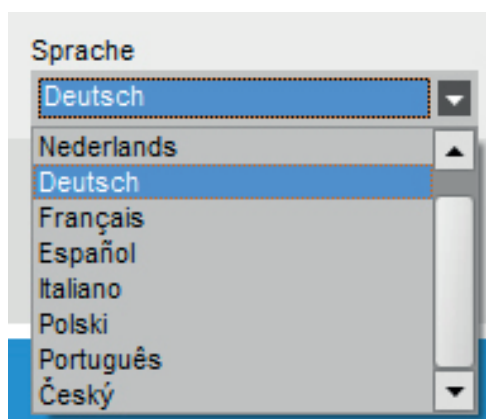 Sprache
Deutsch
Nederlands
Deutsch
Français
Español
Italiano
Polski
Português
Český